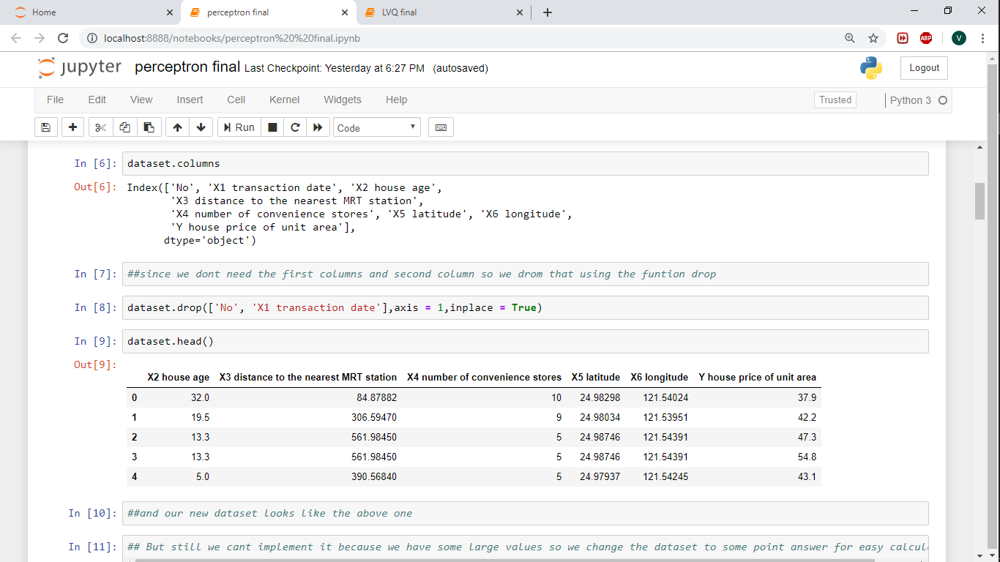 Home
perceptron final
LVQ final
localhost:8888/notebooks/perceptron%20%20final.ipynb
ABP
V
jupyter perceptron final Last Checkpoint: Yesterday at 6:27 PM (autosaved)
Logout
File Edit View Insert Cell Kernel Widgets Help
Trusted
Python 3
Run
Code
In [6]: dataset.columns
Out[6]: Index(['No', 'X1 transaction date', 'X2 house age',
'X3 distance to the nearest MRT station',
'X4 number of convenience stores', 'X5 latitude', 'X6 longitude',
'Y house price of unit area'],
dtype='object')
In [7]: ##since we dont need the first columns and second column so we drom that using the funtion drop
In [8]: dataset.drop(['No', 'X1 transaction date'],axis = 1,inplace = True)
In [9]: dataset.head()
Out[9]:
X2 house age X3 distance to the nearest MRT station X4 number of convenience stores X5 latitude X6 longitude Y house price of unit area
0 32.0 84.87882 10 24.98298 121.54024 37.9
1 19.5 306.59470 9 24.98034 121.53951 42.2
2 13.3 561.98450 5 24.98746 121.54391 47.3
3 13.3 561.98450 5 24.98746 121.54391 54.8
4 5.0 390.56840 5 24.97937 121.54245 43.1
In [10]: ##and our new dataset looks like the above one
In [11]: ## But still we cant implement it because we have some large values so we change the dataset to some point answer for easy